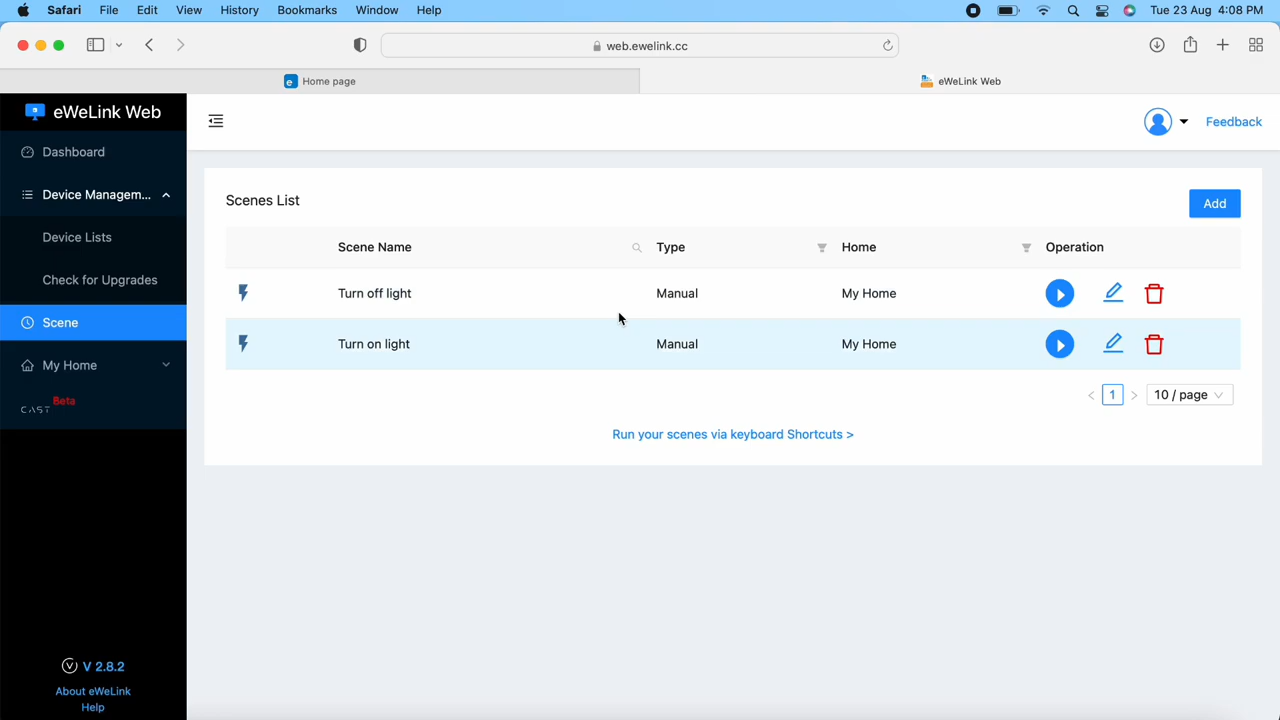 Safari File Edit View History Bookmarks Window Help Tue 23 Aug 4:08 PM
web.ewelink.cc
Home page eWeLink Web
eWeLink Web
Feedback
Dashboard
Device Managem...
Device Lists
Check for Upgrades
Scene
My Home
CAST Beta
Scenes List
Add
Scene Name Type Home Operation
Turn off light Manual My Home
Turn on light Manual My Home
< 1 > 10 / page
Run your scenes via keyboard Shortcuts >
V 2.8.2
About eWeLink
Help